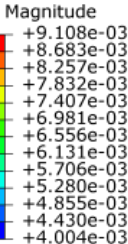 Magnitude
+9.108e-03
+8.683e-03
+8.257e-03
+7.832e-03
+7.407e-03
+6.981e-03
+6.556e-03
+6.131e-03
+5.706e-03
+5.280e-03
+4.855e-03
+4.430e-03
+4.004e-03